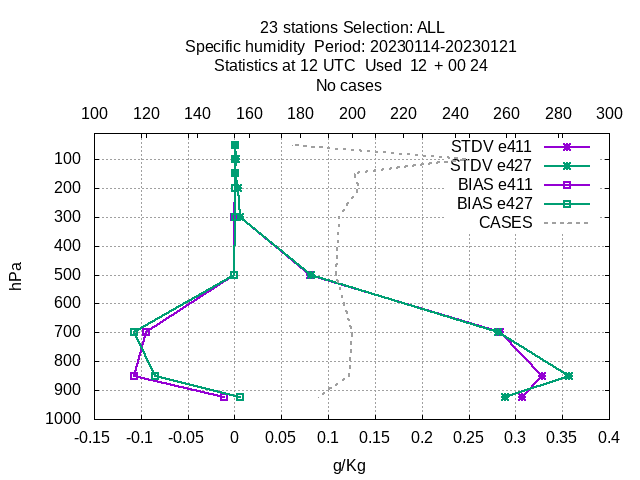 23 stations Selection: ALL
Specific humidity  Period: 20230114-20230121
Statistics at 12 UTC  Used  12  + 00 24
No cases
100 120 140 160 180 200 220 240 260 280 300
STDV e411
STDV e427
BIAS e411
BIAS e427
CASES
hPa
100
200
300
400
500
600
700
800
900
1000
-0.15 -0.1 -0.05 0 0.05 0.1 0.15 0.2 0.25 0.3 0.35 0.4
g/Kg